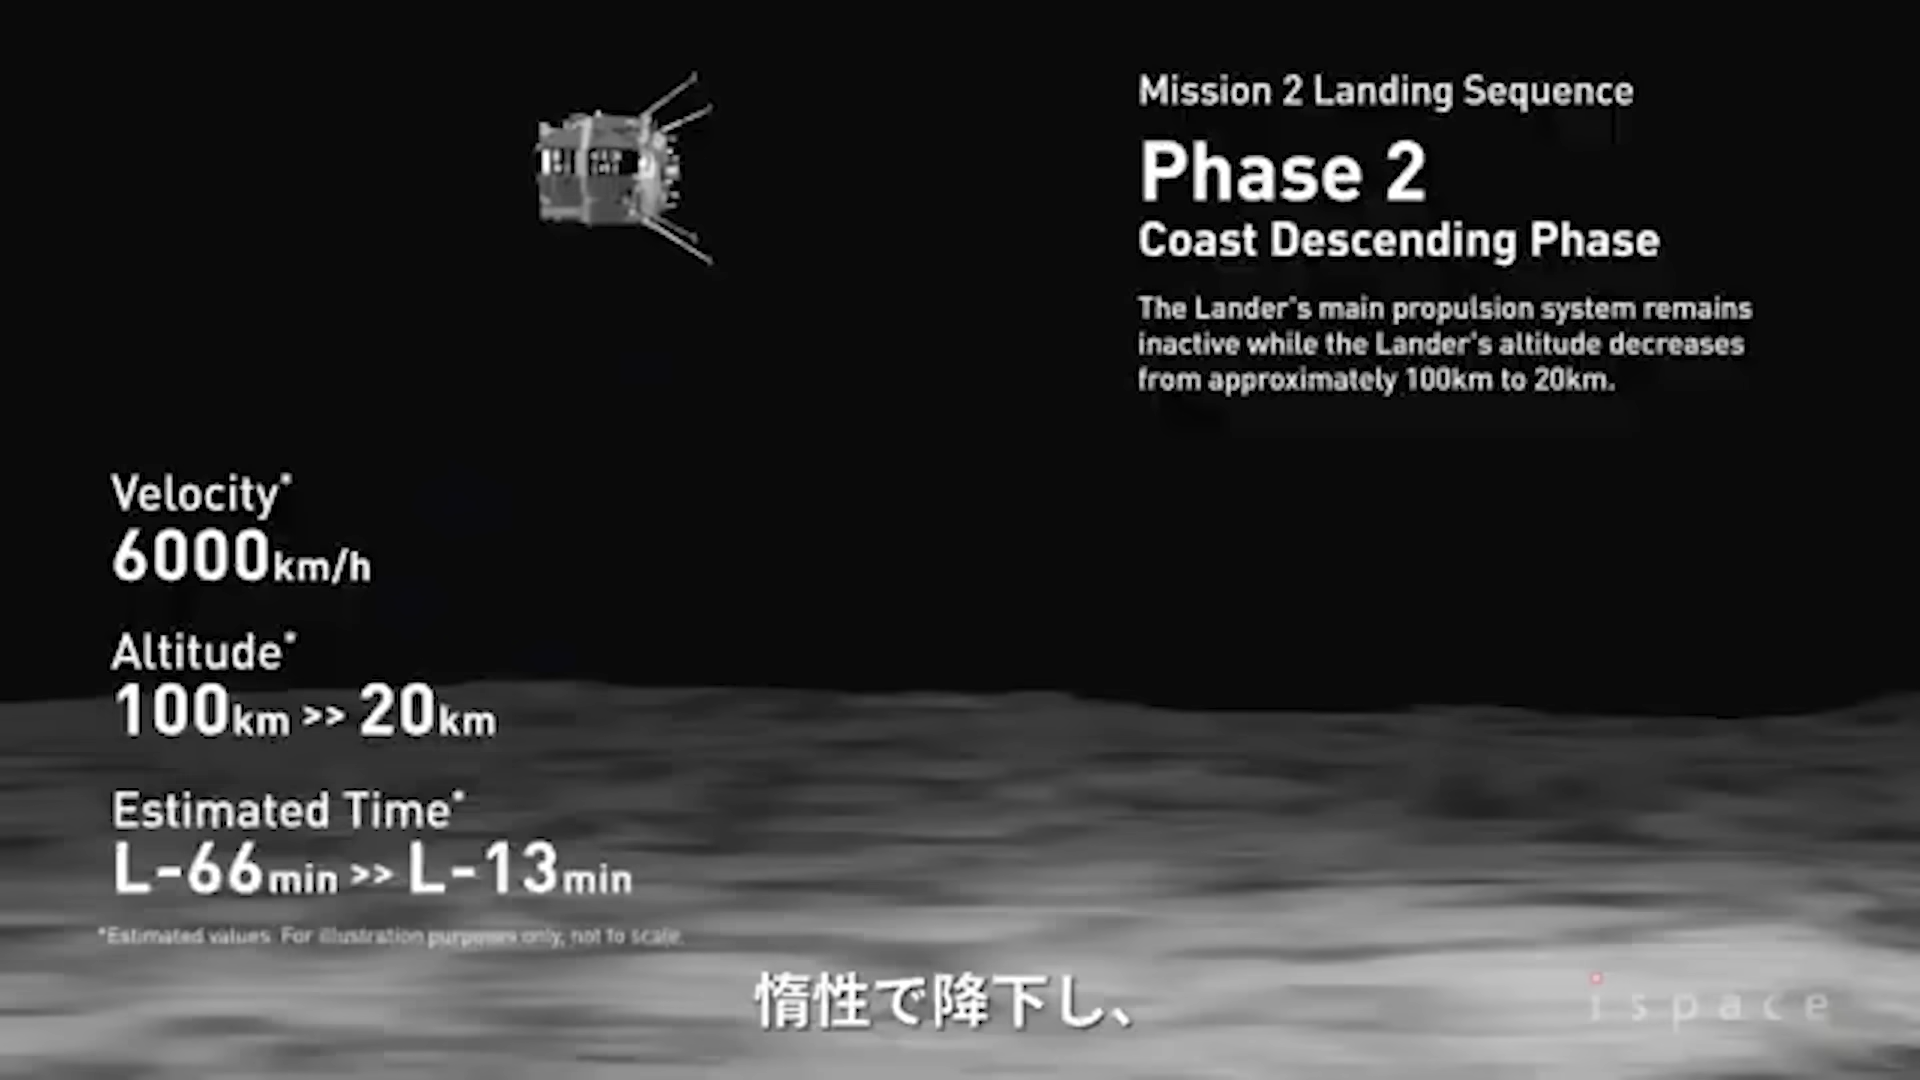 Mission 2 Landing Sequence
Phase 2
Coast Descending Phase
The Lander's main propulsion system remains
inactive while the Lander's altitude decreases
from approximately 100km to 20km.
Velocity*
6000km/h
Altitude*
100km >> 20km
Estimated Time*
L-66min >> L-13min
*Estimated values. For illustration purposes only, not to scale.
惰性で降下し、
ispace